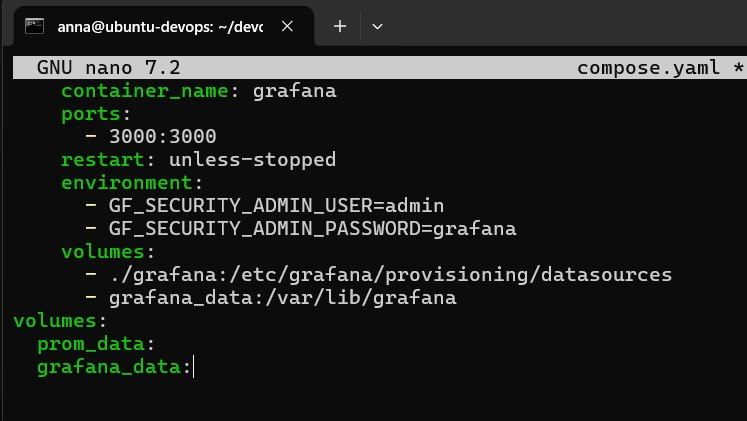 anna@ubuntu-devops: ~/devc
GNU nano 7.2 compose.yaml *
    container_name: grafana
    ports:
      - 3000:3000
    restart: unless-stopped
    environment:
      - GF_SECURITY_ADMIN_USER=admin
      - GF_SECURITY_ADMIN_PASSWORD=grafana
    volumes:
      - ./grafana:/etc/grafana/provisioning/datasources
      - grafana_data:/var/lib/grafana
volumes:
  prom_data:
  grafana_data: